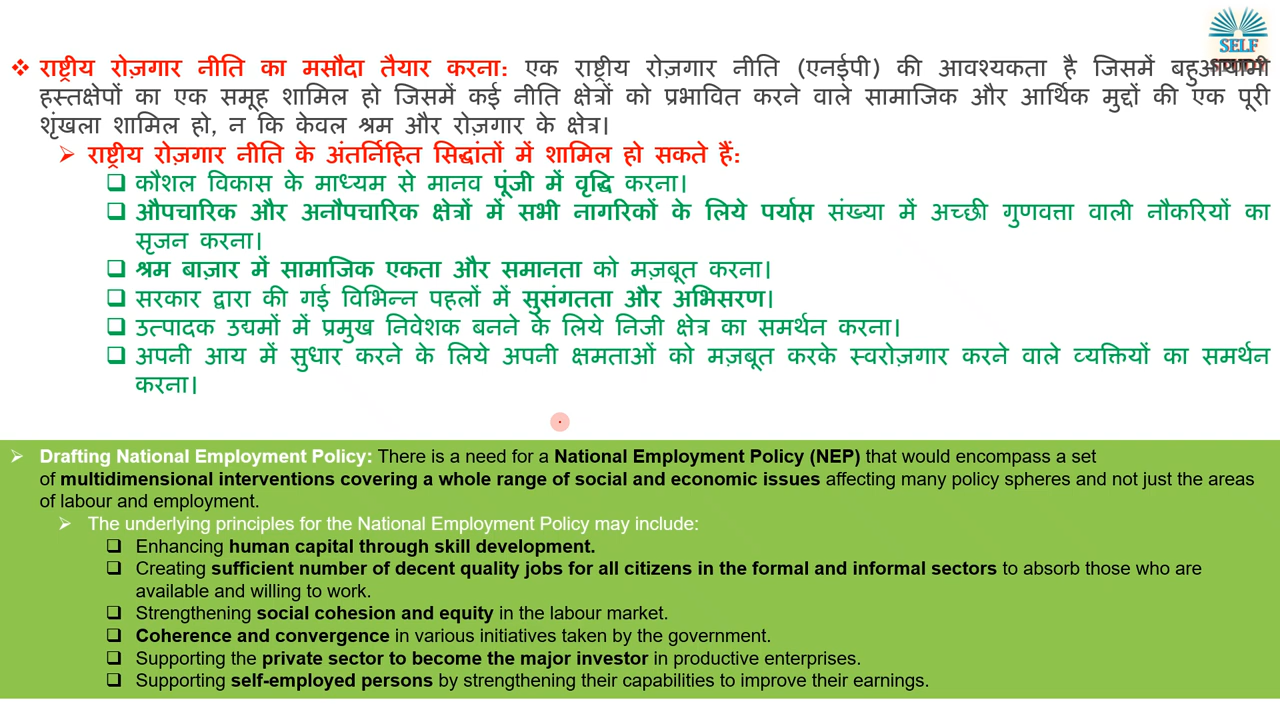 SELF
STUDY
❖ राष्ट्रीय रोज़गार नीति का मसौदा तैयार करना: एक राष्ट्रीय रोज़गार नीति (एनईपी) की आवश्यकता है जिसमें बहुआयामी
हस्तक्षेपों का एक समूह शामिल हो जिसमें कई नीति क्षेत्रों को प्रभावित करने वाले सामाजिक और आर्थिक मुद्दों की एक पूरी
शृंखला शामिल हो, न कि केवल श्रम और रोज़गार के क्षेत्र।
➢ राष्ट्रीय रोज़गार नीति के अंतर्निहित सिद्धांतों में शामिल हो सकते हैं:
❑ कौशल विकास के माध्यम से मानव पूंजी में वृद्धि करना।
❑ औपचारिक और अनौपचारिक क्षेत्रों में सभी नागरिकों के लिये पर्याप्त संख्या में अच्छी गुणवत्ता वाली नौकरियों का
सृजन करना।
❑ श्रम बाज़ार में सामाजिक एकता और समानता को मज़बूत करना।
❑ सरकार द्वारा की गई विभिन्न पहलों में सुसंगतता और अभिसरण।
❑ उत्पादक उद्यमों में प्रमुख निवेशक बनने के लिये निजी क्षेत्र का समर्थन करना।
❑ अपनी आय में सुधार करने के लिये अपनी क्षमताओं को मज़बूत करके स्वरोज़गार करने वाले व्यक्तियों का समर्थन
करना।
➢ Drafting National Employment Policy: There is a need for a National Employment Policy (NEP) that would encompass a set
of multidimensional interventions covering a whole range of social and economic issues affecting many policy spheres and not just the areas
of labour and employment.
➢ The underlying principles for the National Employment Policy may include:
❑ Enhancing human capital through skill development.
❑ Creating sufficient number of decent quality jobs for all citizens in the formal and informal sectors to absorb those who are
available and willing to work.
❑ Strengthening social cohesion and equity in the labour market.
❑ Coherence and convergence in various initiatives taken by the government.
❑ Supporting the private sector to become the major investor in productive enterprises.
❑ Supporting self-employed persons by strengthening their capabilities to improve their earnings.